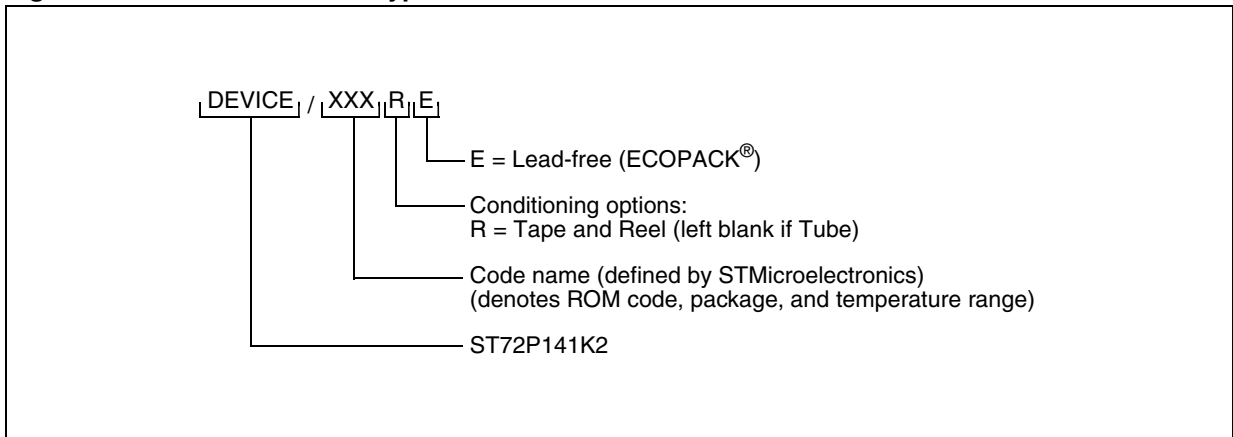 DEVICE / XXX R E
E = Lead-free (ECOPACK®)
Conditioning options:
R = Tape and Reel (left blank if Tube)
Code name (defined by STMicroelectronics)
(denotes ROM code, package, and temperature range)
ST72P141K2